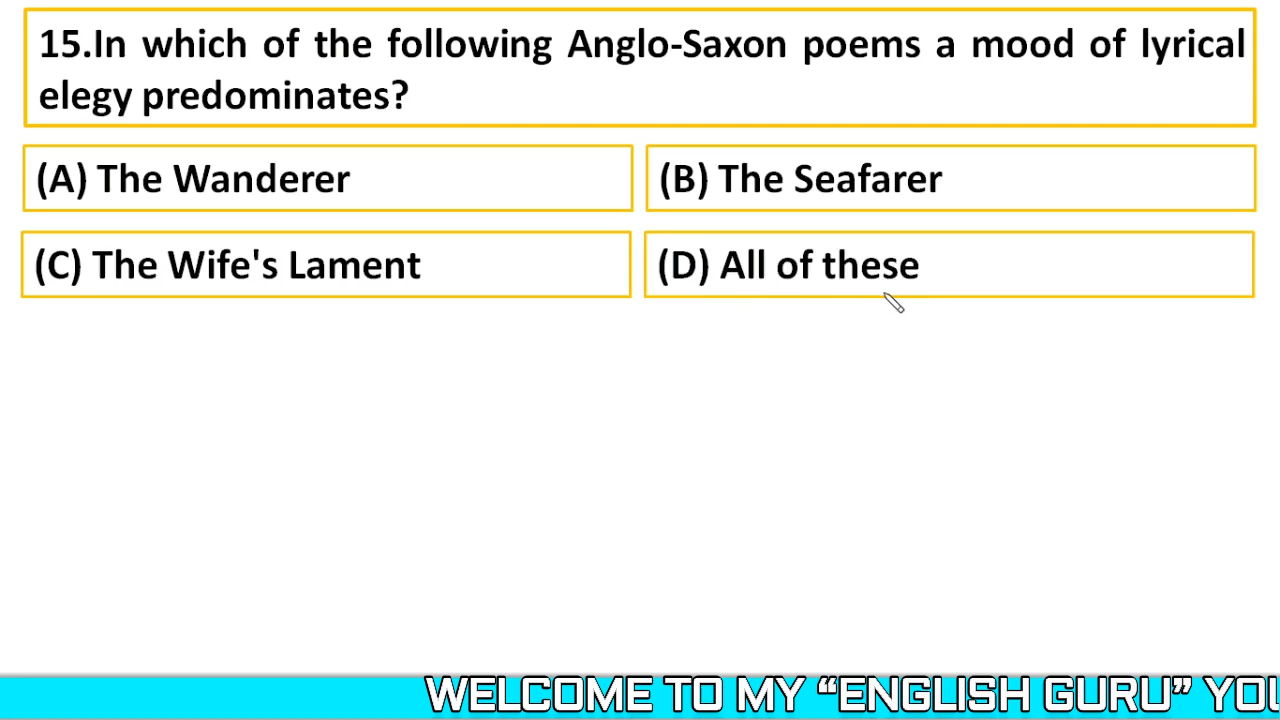 15.In which of the following Anglo-Saxon poems a mood of lyrical
elegy predominates?
(A) The Wanderer
(B) The Seafarer
(C) The Wife's Lament
(D) All of these
WELCOME TO MY “ENGLISH GURU” YOU